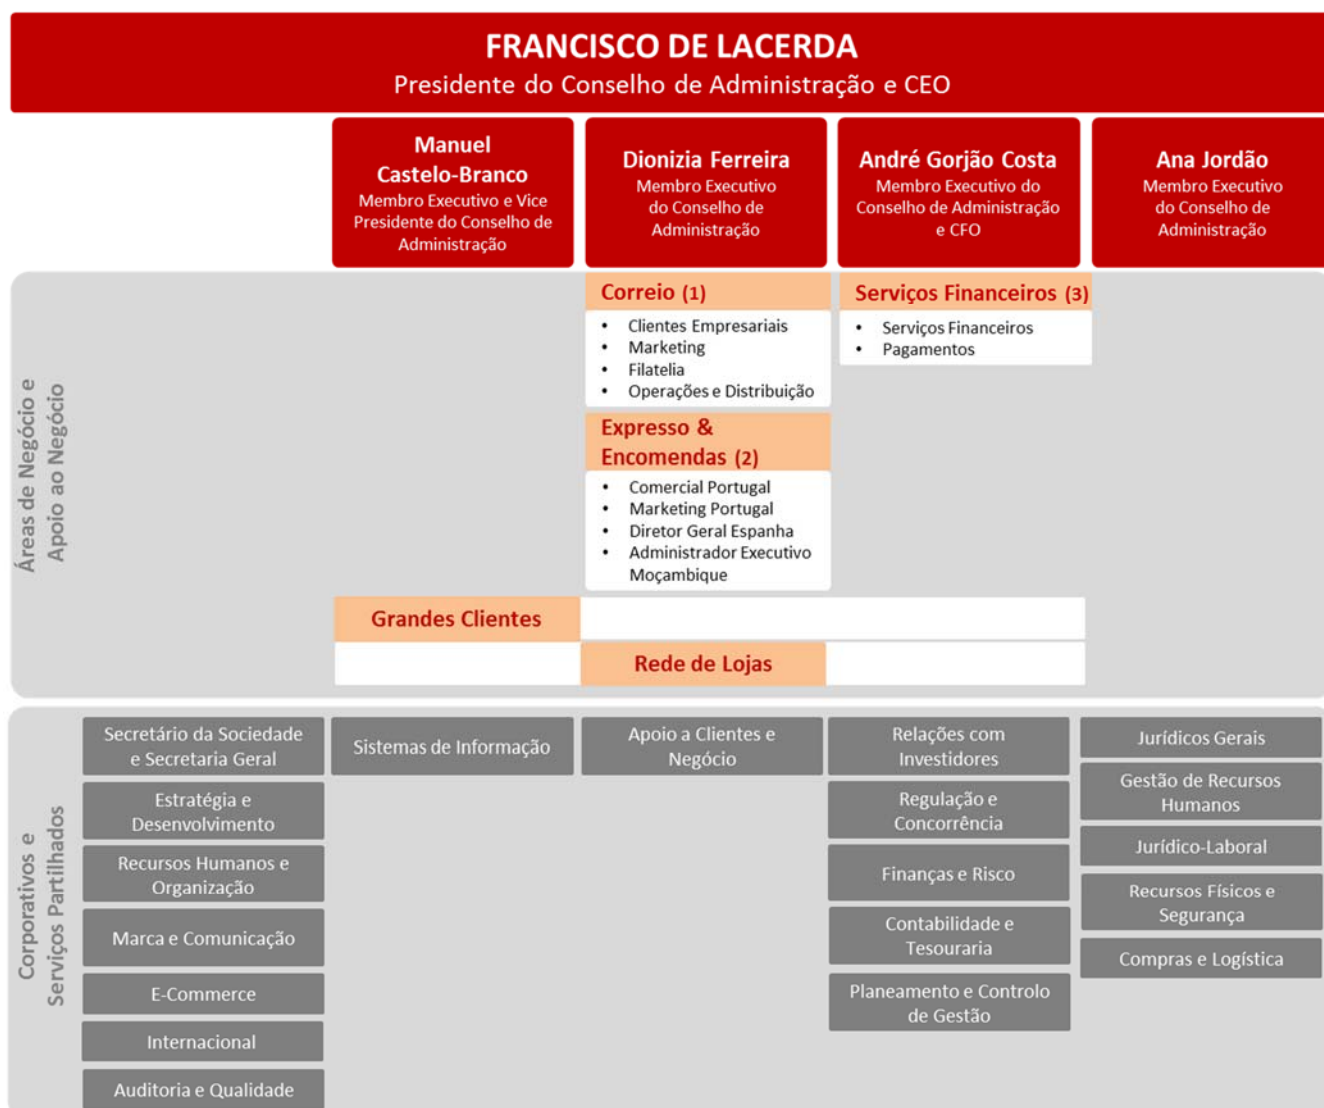 FRANCISCO DE LACERDA
Presidente do Conselho de Administração e CEO
Manuel
Castelo-Branco
Membro Executivo e Vice
Presidente do Conselho de
Administração
Dionizia Ferreira
Membro Executivo
do Conselho de
Administração
André Gorjão Costa
Membro Executivo do
Conselho de Administração
e CFO
Ana Jordão
Membro Executivo
do Conselho de
Administração
Áreas de Negócio e
Apoio ao Negócio
Correio (1)
• Clientes Empresariais
• Marketing
• Filatelia
• Operações e Distribuição
Serviços Financeiros (3)
• Serviços Financeiros
• Pagamentos
Expresso &
Encomendas (2)
• Comercial Portugal
• Marketing Portugal
• Diretor Geral Espanha
• Administrador Executivo
Moçambique
Grandes Clientes
Rede de Lojas
Corporativos e
Serviços Partilhados
Secretário da Sociedade
e Secretaria Geral
Estratégia e
Desenvolvimento
Recursos Humanos e
Organização
Marca e Comunicação
E-Commerce
Internacional
Auditoria e Qualidade
Sistemas de Informação
Apoio a Clientes e
Negócio
Relações com
Investidores
Regulação e
Concorrência
Finanças e Risco
Contabilidade e
Tesouraria
Planeamento e Controlo
de Gestão
Jurídicos Gerais
Gestão de Recursos
Humanos
Jurídico-Laboral
Recursos Físicos e
Segurança
Compras e Logística